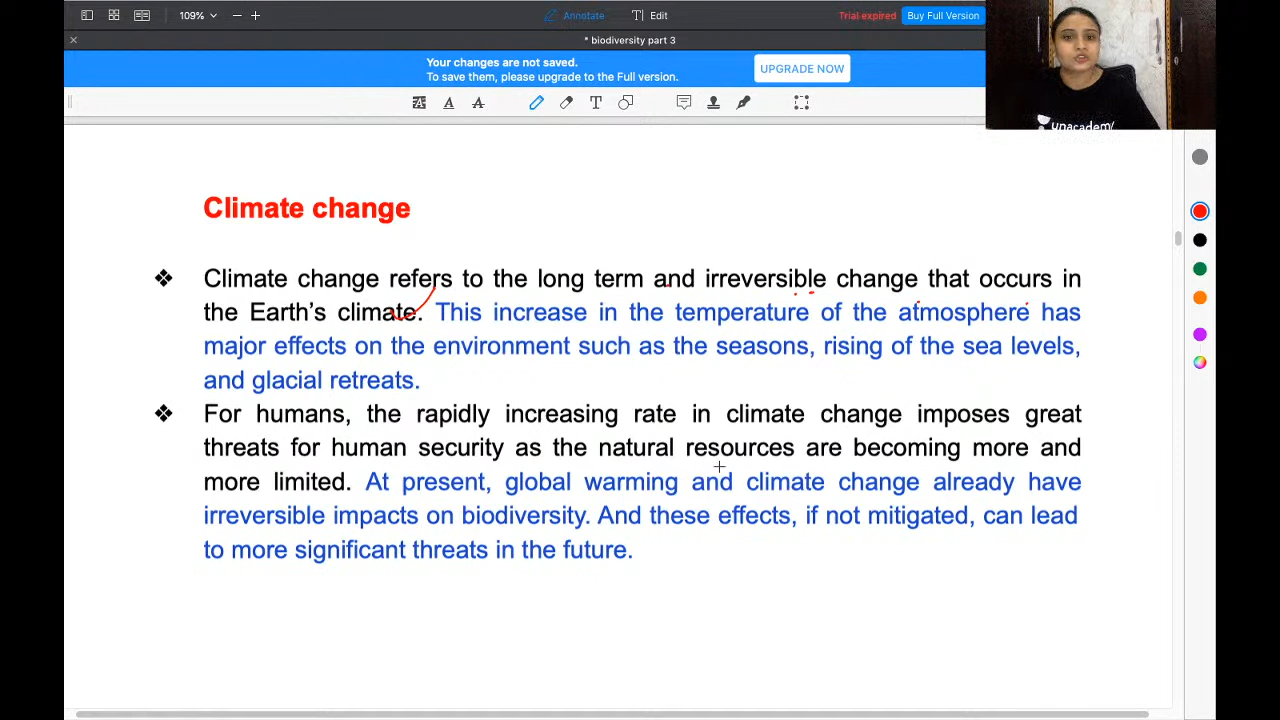 109%
Annotate
T Edit
Trial expired
Buy Full Version
* biodiversity part 3
Your changes are not saved.
To save them, please upgrade to the Full version.
UPGRADE NOW
unacademy
Climate change
❖ Climate change refers to the long term and irreversible change that occurs in
the Earth’s climate. This increase in the temperature of the atmosphere has
major effects on the environment such as the seasons, rising of the sea levels,
and glacial retreats.
❖ For humans, the rapidly increasing rate in climate change imposes great
threats for human security as the natural resources are becoming more and
more limited. At present, global warming and climate change already have
irreversible impacts on biodiversity. And these effects, if not mitigated, can lead
to more significant threats in the future.